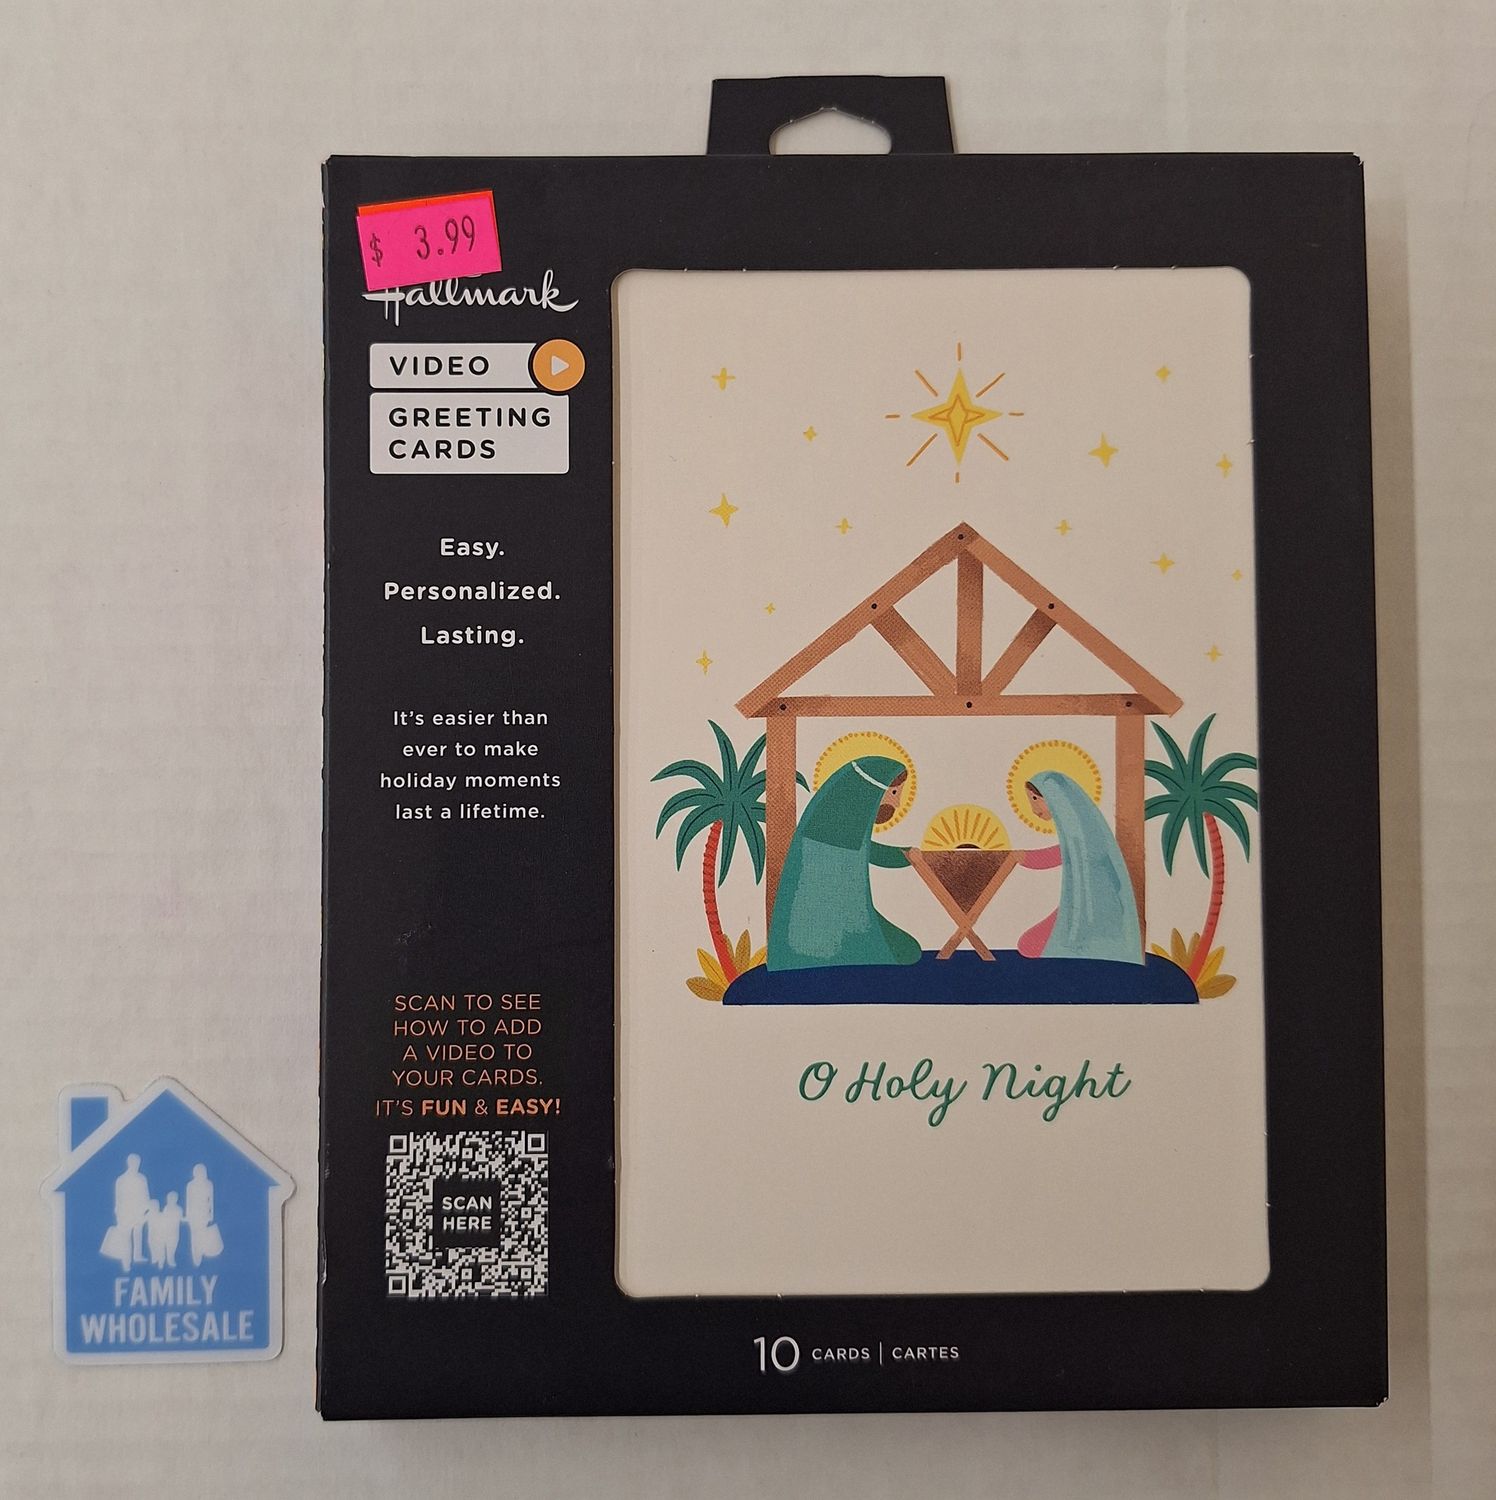 $ 3.99
Hallmark
VIDEO
GREETING
CARDS
Easy.
Personalized.
Lasting.
It's easier than
ever to make
holiday moments
last a lifetime.
SCAN TO SEE
HOW TO ADD
A VIDEO TO
YOUR CARDS.
IT'S FUN & EASY!
SCAN
HERE
O Holy Night
10 CARDS | CARTES
FAMILY
WHOLESALE